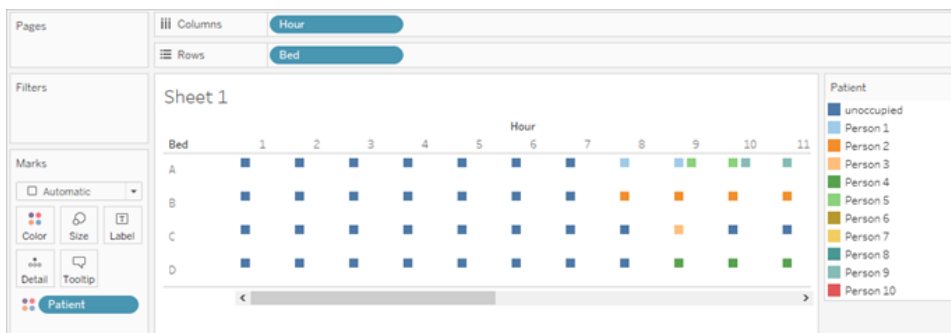 Pages
Columns
Hour
Rows
Bed
Filters
Sheet 1
Hour
Bed 1 2 3 4 5 6 7 8 9 10 11
A
B
C
D
Marks
Automatic
Color Size Label
Detail Tooltip
Patient
Patient
unoccupied
Person 1
Person 2
Person 3
Person 4
Person 5
Person 6
Person 7
Person 8
Person 9
Person 10